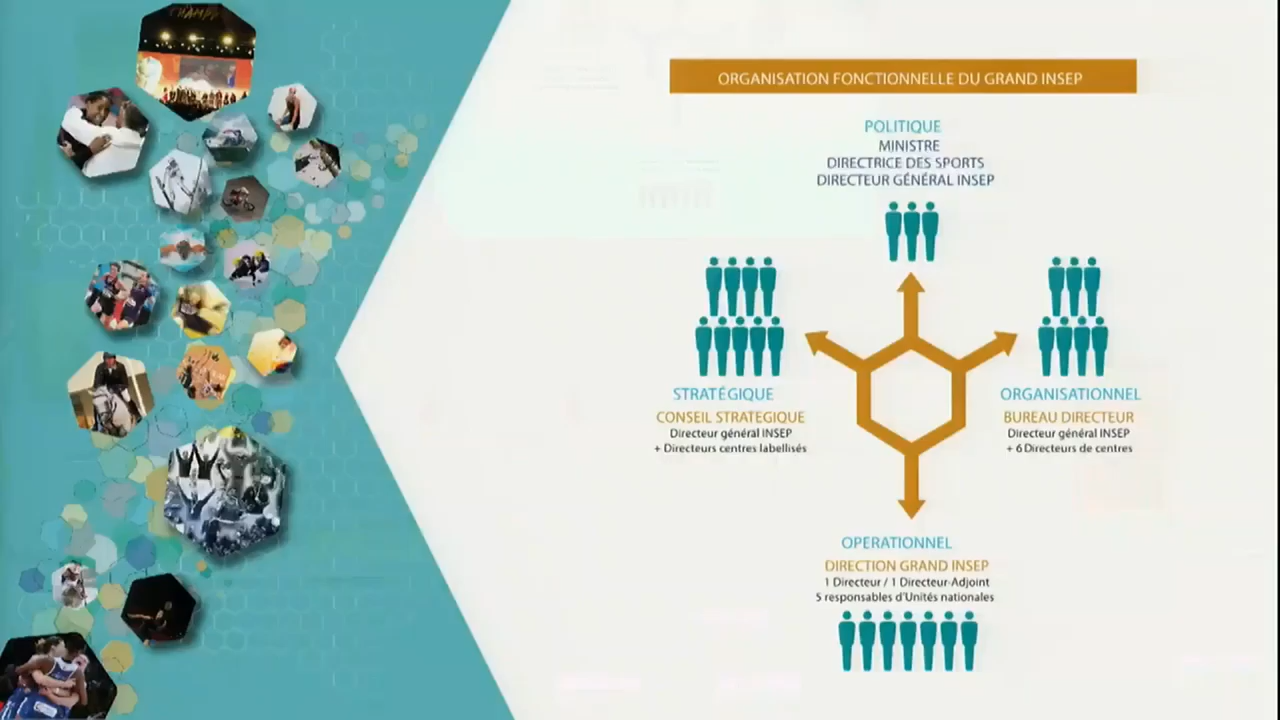 ORGANISATION FONCTIONNELLE DU GRAND INSEP
POLITIQUE
MINISTRE
DIRECTRICE DES SPORTS
DIRECTEUR GÉNÉRAL INSEP
STRATÉGIQUE
CONSEIL STRATEGIQUE
Directeur général INSEP
+ Directeurs centres labellisés
ORGANISATIONNEL
BUREAU DIRECTEUR
Directeur général INSEP
+ 6 Directeurs de centres
OPERATIONNEL
DIRECTION GRAND INSEP
1 Directeur / 1 Directeur-Adjoint
5 responsables d'Unités nationales